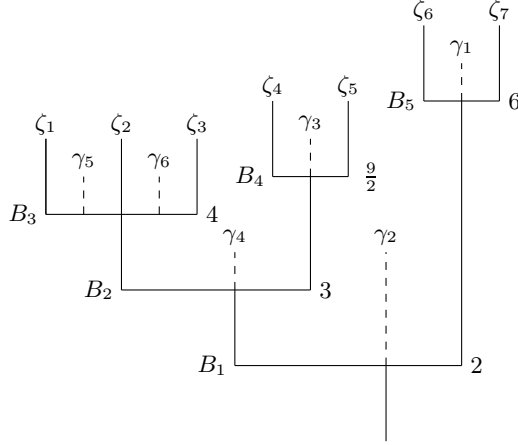 ζ₆ ζ₇
γ₁
B₅ 6
ζ₄ ζ₅
γ₃
B₄ 9/2
ζ₁ ζ₂ ζ₃
γ₅ γ₆
B₃ 4
γ₄ γ₂
B₂ 3
B₁ 2